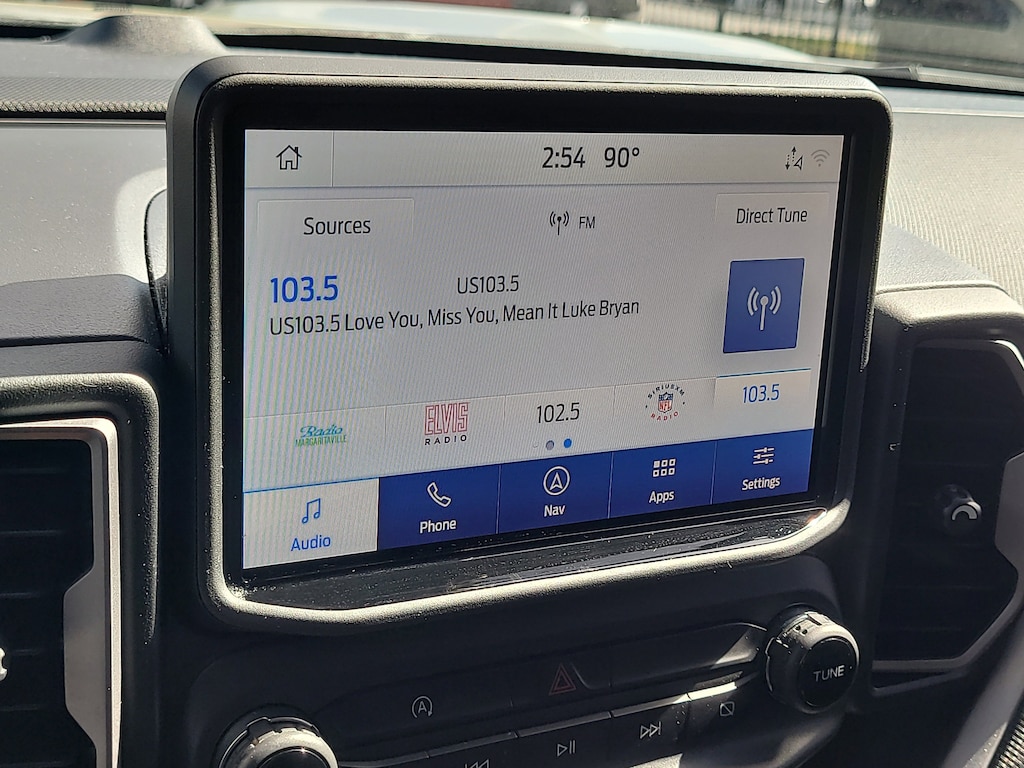 2:54 90°
Sources
FM
Direct Tune
103.5
US103.5
US103.5 Love You, Miss You, Mean It Luke Bryan
Radio
MARGARITAVILLE
ELVIS
RADIO
102.5
SIRIUSXM
NFL
RADIO
103.5
Audio
Phone
Nav
Apps
Settings
TUNE
A